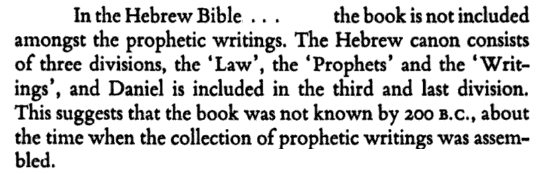 In the Hebrew Bible . . . the book is not included
amongst the prophetic writings. The Hebrew canon consists
of three divisions, the ‘Law’, the ‘Prophets’ and the ‘Writ-
ings’, and Daniel is included in the third and last division.
This suggests that the book was not known by 200 B.C., about
the time when the collection of prophetic writings was assem-
bled.